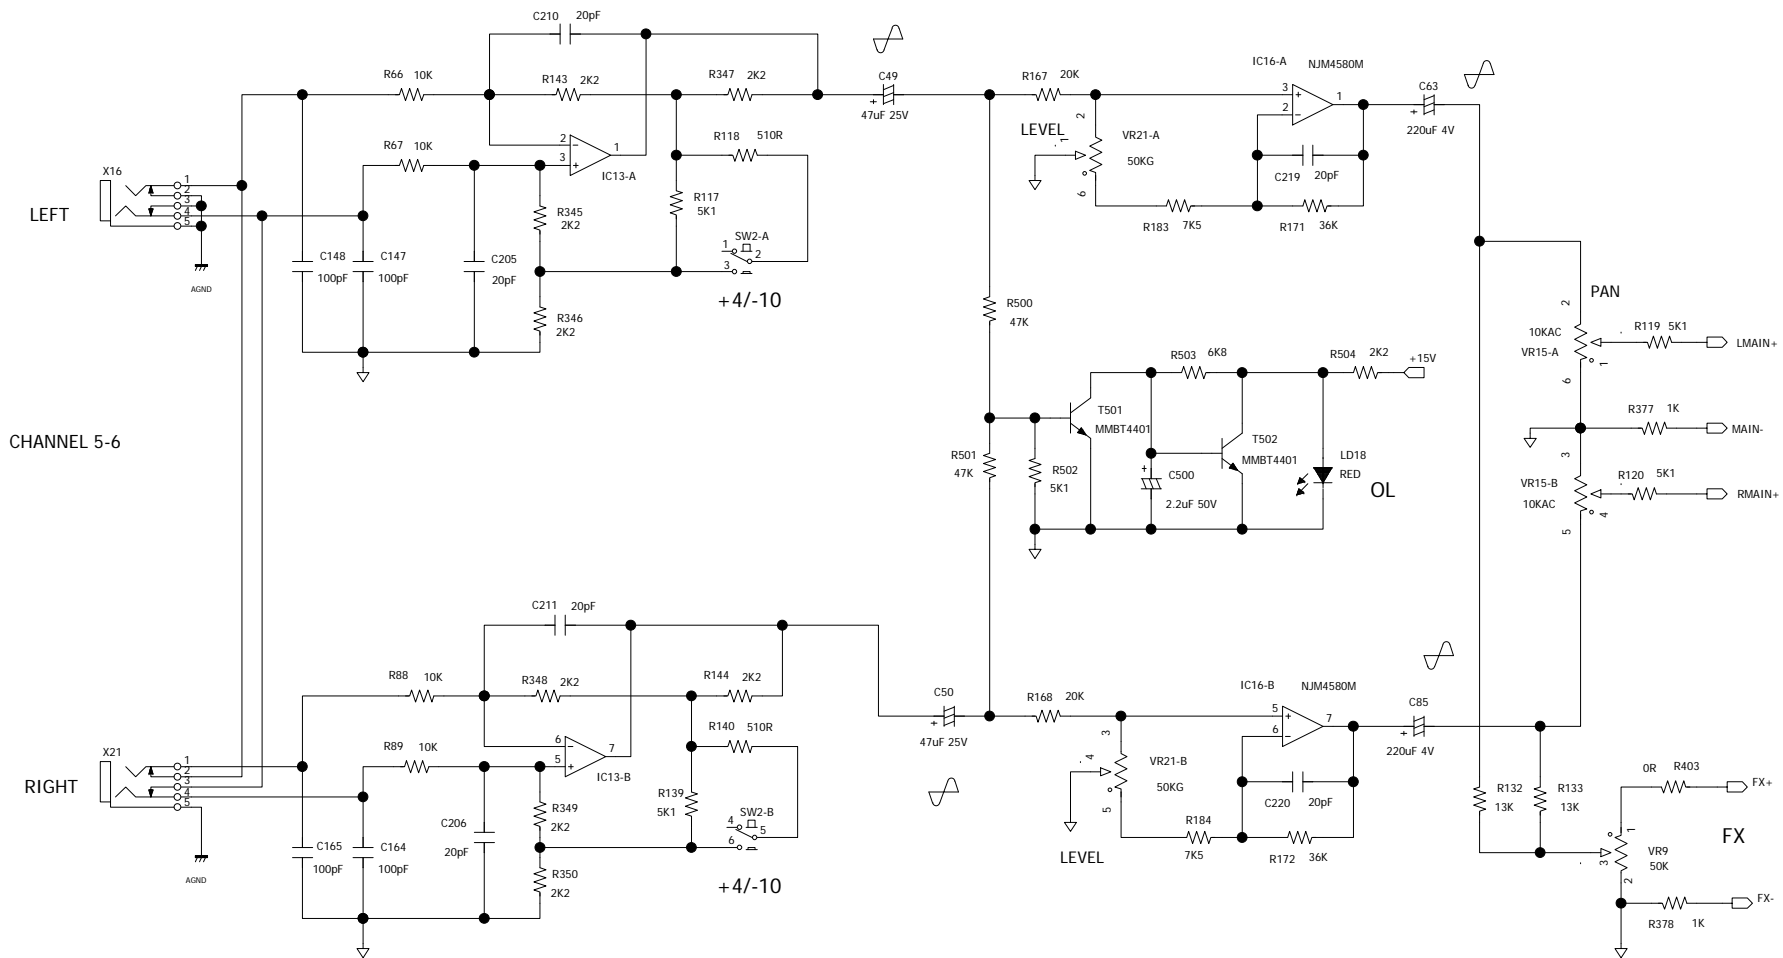 C210 20pF
R66 10K
R143 2K2
R347 2K2
C49
47uF 25V
R167 20K
IC16-A NJM4580M
C63
220uF 4V
R118 510R
LEVEL
VR21-A
50KG
R67 10K
IC13-A
X16
LEFT
AGND
R117
5K1
SW2-A
+4/-10
R345
2K2
C148
100pF
C147
100pF
C205
20pF
R346
2K2
C219 20pF
R183 7K5
R171 36K
R500
47K
PAN
10KAC
VR15-A
R119 5K1
LMAIN+
R503 6K8
R504 2K2
+15V
T501
MMBT4401
R377 1K
MAIN-
CHANNEL 5-6
R501
47K
R502
5K1
C500
2.2uF 50V
T502
MMBT4401
LD18
RED
OL
VR15-B
10KAC
R120 5K1
RMAIN+
C211 20pF
R88 10K
R348 2K2
R144 2K2
C50
47uF 25V
R168 20K
IC16-B NJM4580M
C85
220uF 4V
R140 510R
R89 10K
IC13-B
X21
RIGHT
AGND
R139
5K1
SW2-B
+4/-10
R349
2K2
C206
20pF
C165
100pF
C164
100pF
R350
2K2
VR21-B
50KG
LEVEL
C220 20pF
R184
7K5
R172 36K
R132
13K
R133
13K
0R R403
FX+
FX
VR9
50K
FX-
R378 1K